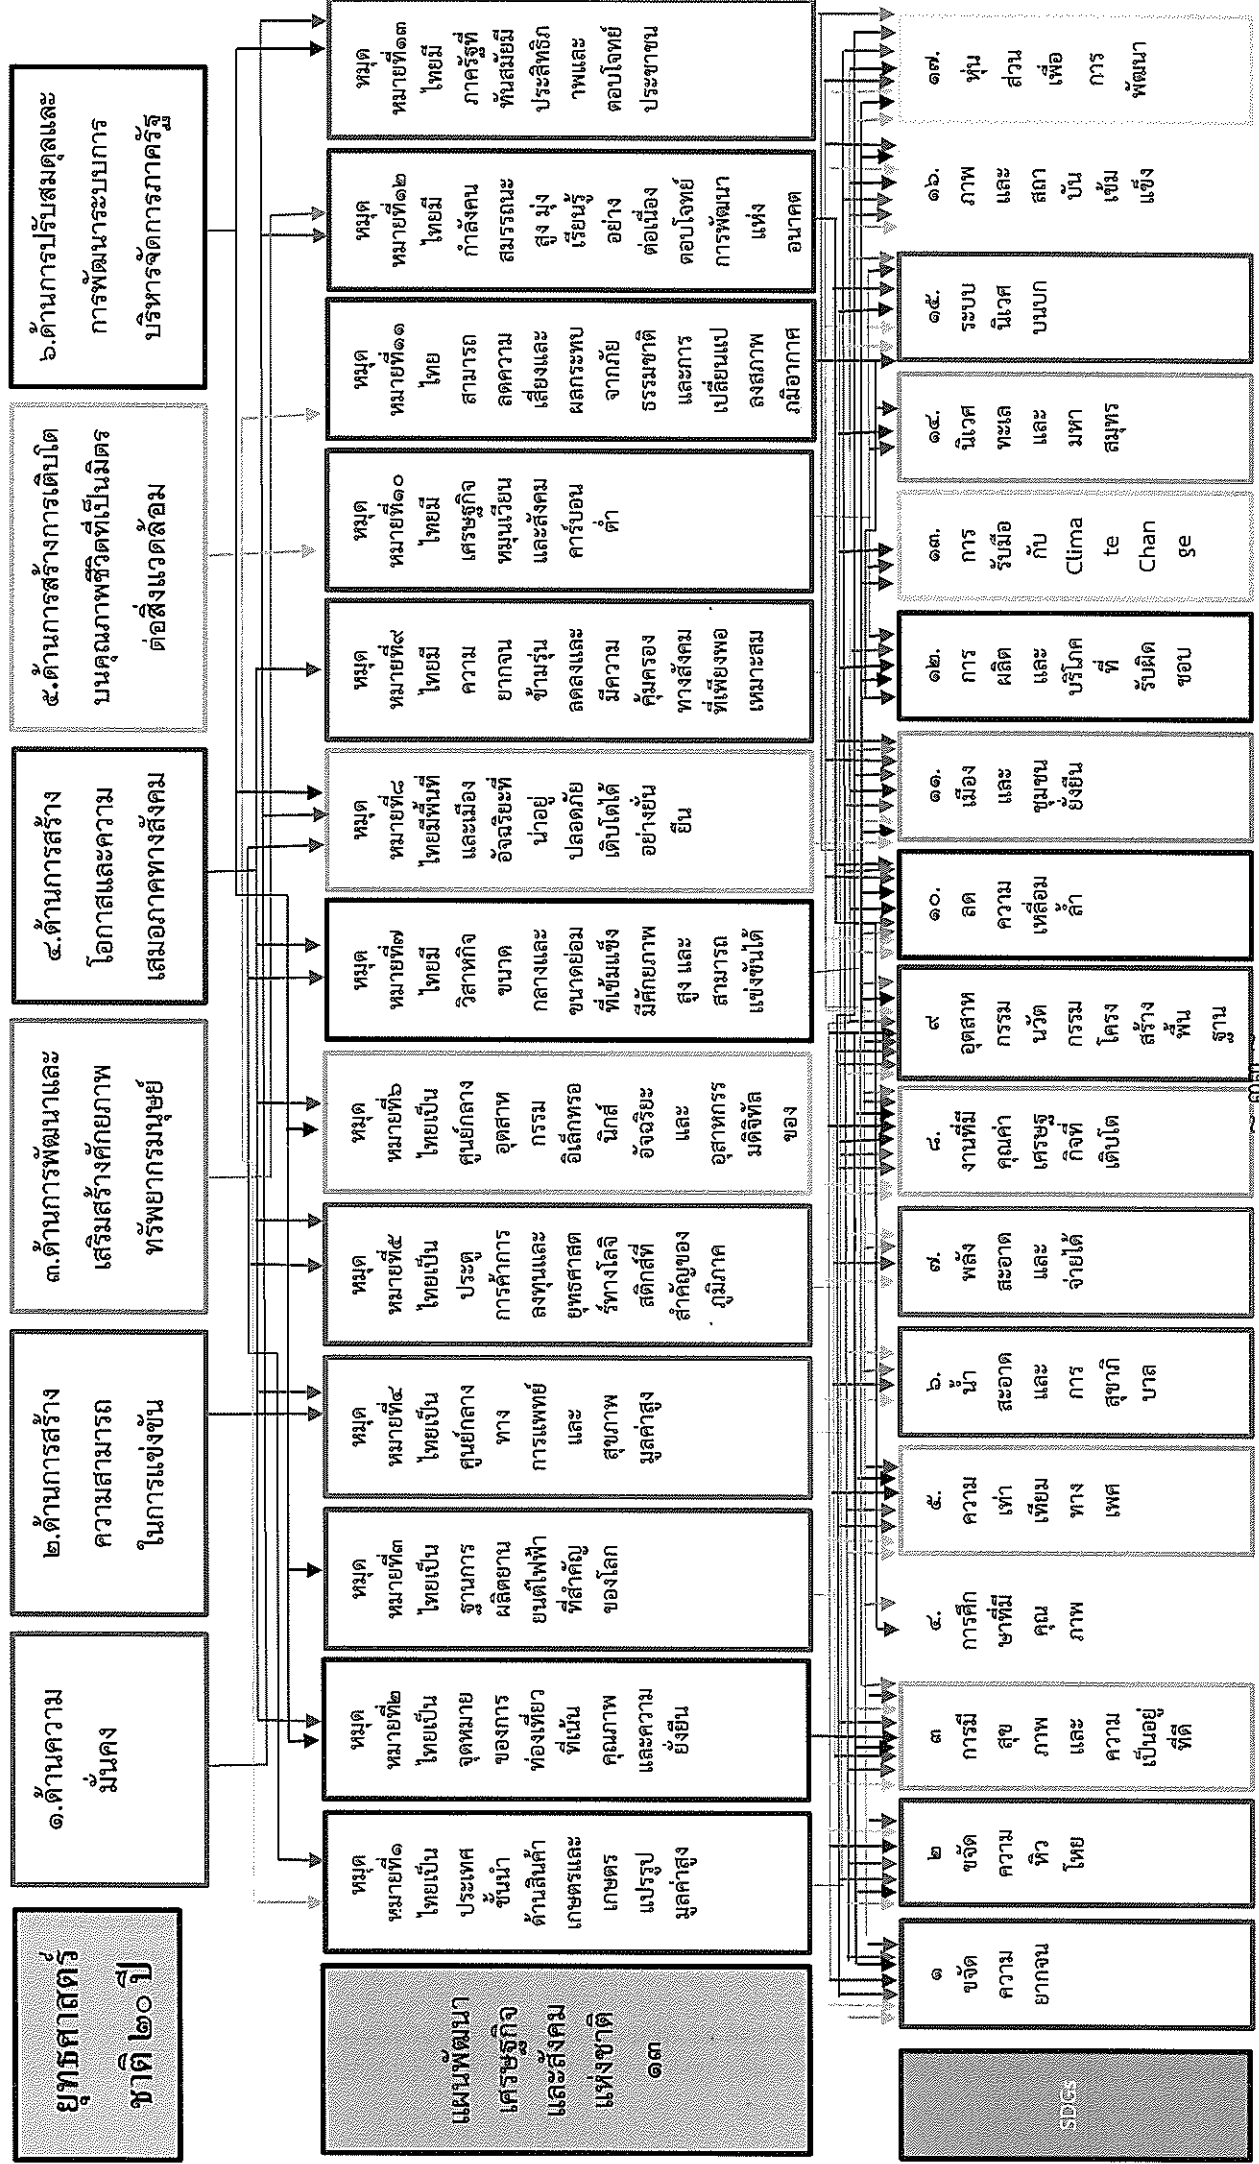 ยุทธศาสตร์
ชาติ ๒๐ ปี
๑.ด้านความ
มั่นคง
๒.ด้านการสร้าง
ความสามารถ
ในการแข่งขัน
๓.ด้านการพัฒนาและ
เสริมสร้างศักยภาพ
ทรัพยากรมนุษย์
๔.ด้านการสร้าง
โอกาสและความ
เสมอภาคทางสังคม
๕.ด้านการสร้างการเติบโต
บนคุณภาพชีวิตที่เป็นมิตร
ต่อสิ่งแวดล้อม
๖.ด้านการปรับสมดุลและ
การพัฒนาระบบการ
บริหารจัดการภาครัฐ
แผนพัฒนา
เศรษฐกิจ
และสังคม
แห่งชาติ
๑๓
หมุด
หมายที่๑
ไทยเป็น
ประเทศ
ชั้นนำ
ด้านสินค้า
เกษตรและ
เกษตร
แปรรูป
มูลค่าสูง
หมุด
หมายที่๒
ไทยเป็น
จุดหมาย
ของการ
ท่องเที่ยว
ที่เน้น
คุณภาพ
และความ
ยั่งยืน
หมุด
หมายที่๓
ไทยเป็น
ฐานการ
ผลิตยาน
ยนต์ไฟฟ้า
ที่สำคัญ
ของโลก
หมุด
หมายที่๔
ไทยเป็น
ศูนย์กลาง
ทาง
การแพทย์
และ
สุขภาพ
มูลค่าสูง
หมุด
หมายที่๕
ไทยเป็น
ประตู
การค้าการ
ลงทุนและ
ยุทธศาสต
ร์ทางโลจิ
สติกส์ที่
สำคัญของ
ภูมิภาค
หมุด
หมายที่๖
ไทยเป็น
ศูนย์กลาง
อุตสาห
กรรม
อิเล็กทรอ
นิกส์
อัจฉริยะ
และ
อุสาหกรร
มดิจิทัล
ของ
หมุด
หมายที่๗
ไทยมี
วิสาหกิจ
ขนาด
กลางและ
ขนาดย่อม
ที่เข้มแข็ง
มีศักยภาพ
สูง และ
สามารถ
แข่งขันได้
หมุด
หมายที่๘
ไทยมีพื้นที่
และเมือง
อัจฉริยะที่
น่าอยู่
ปลอดภัย
เติบโตได้
อย่างยั่น
ยืน
หมุด
หมายที่๙
ไทยมี
ความ
ยากจน
ข้ามรุ่น
ลดลงและ
มีความ
คุ้มครอง
ทางสังคม
ที่เพียงพอ
เหมาะสม
หมุด
หมายที่๑๐
ไทยมี
เศรษฐกิจ
หมุนเวียน
และสังคม
คาร์บอน
ต่ำ
หมุด
หมายที่๑๑
ไทย
สามารถ
ลดความ
เสี่ยงและ
ผลกระทบ
จากภัย
ธรรมชาติ
และการ
เปลี่ยนแป
ลงสภาพ
ภูมิอากาศ
หมุด
หมายที่๑๒
ไทยมี
กำลังคน
สมรรถนะ
สูง มุ่ง
เรียนรู้
อย่าง
ต่อเนื่อง
ตอบโจทย์
การพัฒนา
แห่ง
อนาคต
หมุด
หมายที่๑๓
ไทยมี
ภาครัฐที่
ทันสมัยมี
ประสิทธิภ
าพและ
ตอบโจทย์
ประชาชน
SDGs
๑
ขจัด
ความ
ยากจน
๒
ขจัด
ความ
หิว
โหย
๓
การมี
สุข
ภาพ
และ
ความ
เป็นอยู่
ที่ดี
๔.
การศึก
ษาที่มี
คุณ
ภาพ
๕.
ความ
เท่า
เทียม
ทาง
เพศ
๖.
น้ำ
สะอาด
และ
การ
สุขาภิ
บาล
๗.
พลัง
สะอาด
และ
จ่ายได้
๘.
งานที่มี
คุณค่า
เศรษฐ
กิจที่
เติบโต
๙
อุตสาห
กรรม
นวัต
กรรม
โครง
สร้าง
พื้น
ฐาน
๑๐.
ลด
ความ
เหลื่อม
ล้ำ
๑๑.
เมือง
และ
ชุมชน
ยั่งยืน
๑๒.
การ
ผลิต
และ
บริโภค
ที่
รับผิด
ชอบ
๑๓.
การ
รับมือ
กับ
Clima
te
Chan
ge
๑๔.
นิเวศ
ทะเล
และ
มหา
สมุทร
๑๕.
ระบบ
นิเวศ
บนบก
๑๖.
ภาพ
และ
สถา
บัน
เข้ม
แข็ง
๑๗.
หุ่น
ส่วน
เพื่อ
การ
พัฒนา